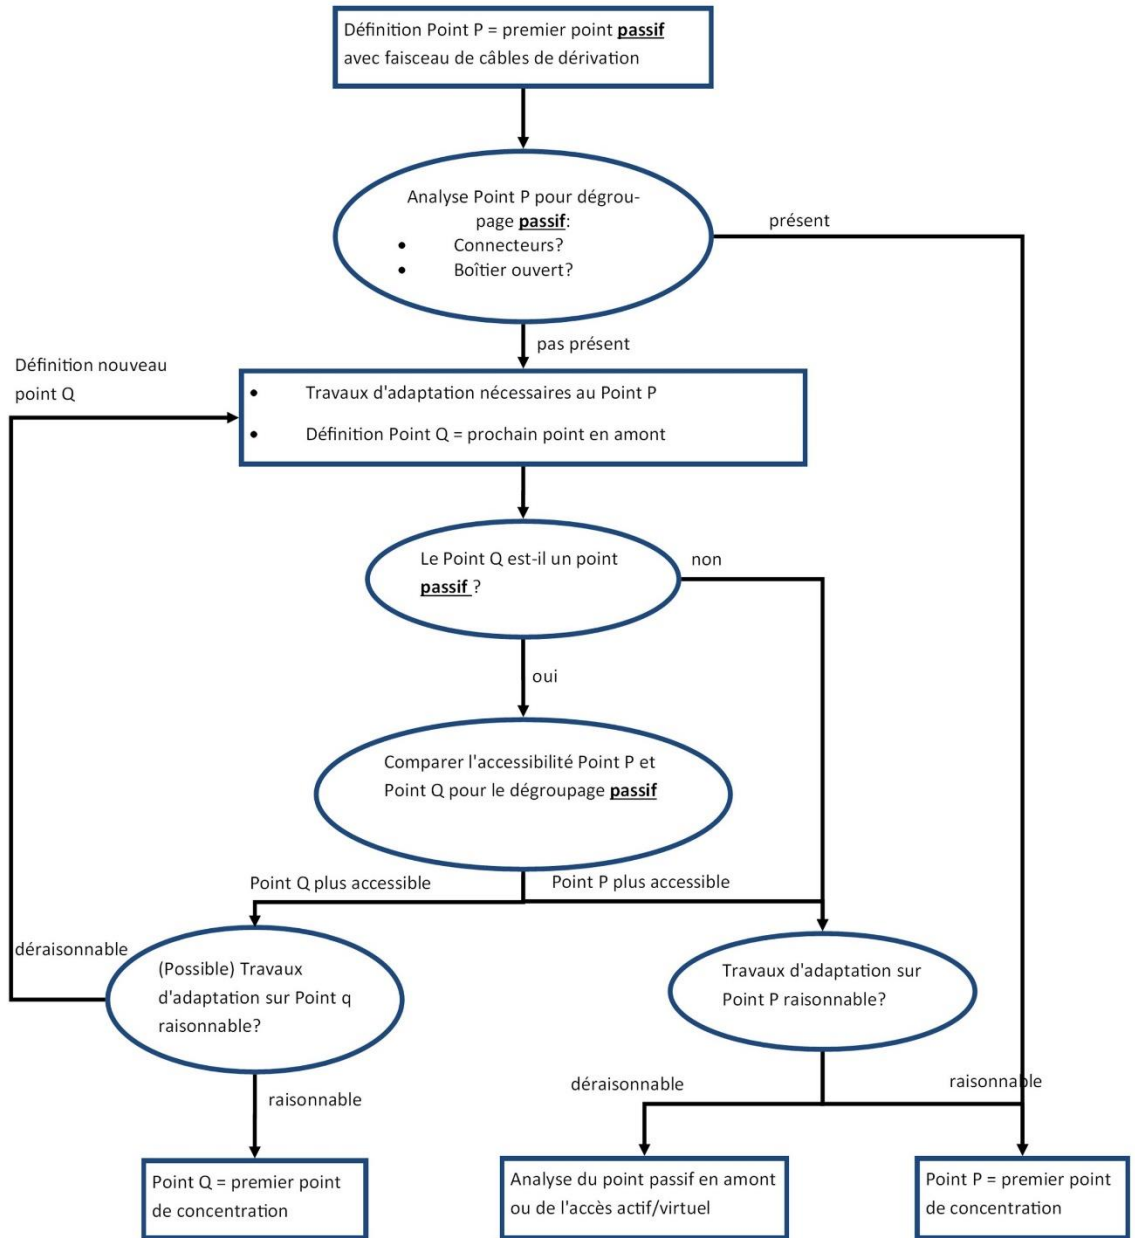 Définition Point P = premier point passif
avec faisceau de câbles de dérivation
Analyse Point P pour dégrou-
page passif:
• Connecteurs?
• Boîtier ouvert?
présent
pas présent
Définition nouveau
point Q
• Travaux d'adaptation nécessaires au Point P
• Définition Point Q = prochain point en amont
Le Point Q est-il un point
passif ?
non
oui
Comparer l'accessibilité Point P et
Point Q pour le dégroupage passif
Point Q plus accessible
Point P plus accessible
déraisonnable
(Possible) Travaux
d'adaptation sur Point q
raisonnable?
Travaux d'adaptation sur
Point P raisonnable?
raisonnable
déraisonnable
raisonnable
Point Q = premier point
de concentration
Analyse du point passif en amont
ou de l'accès actif/virtuel
Point P = premier point
de concentration